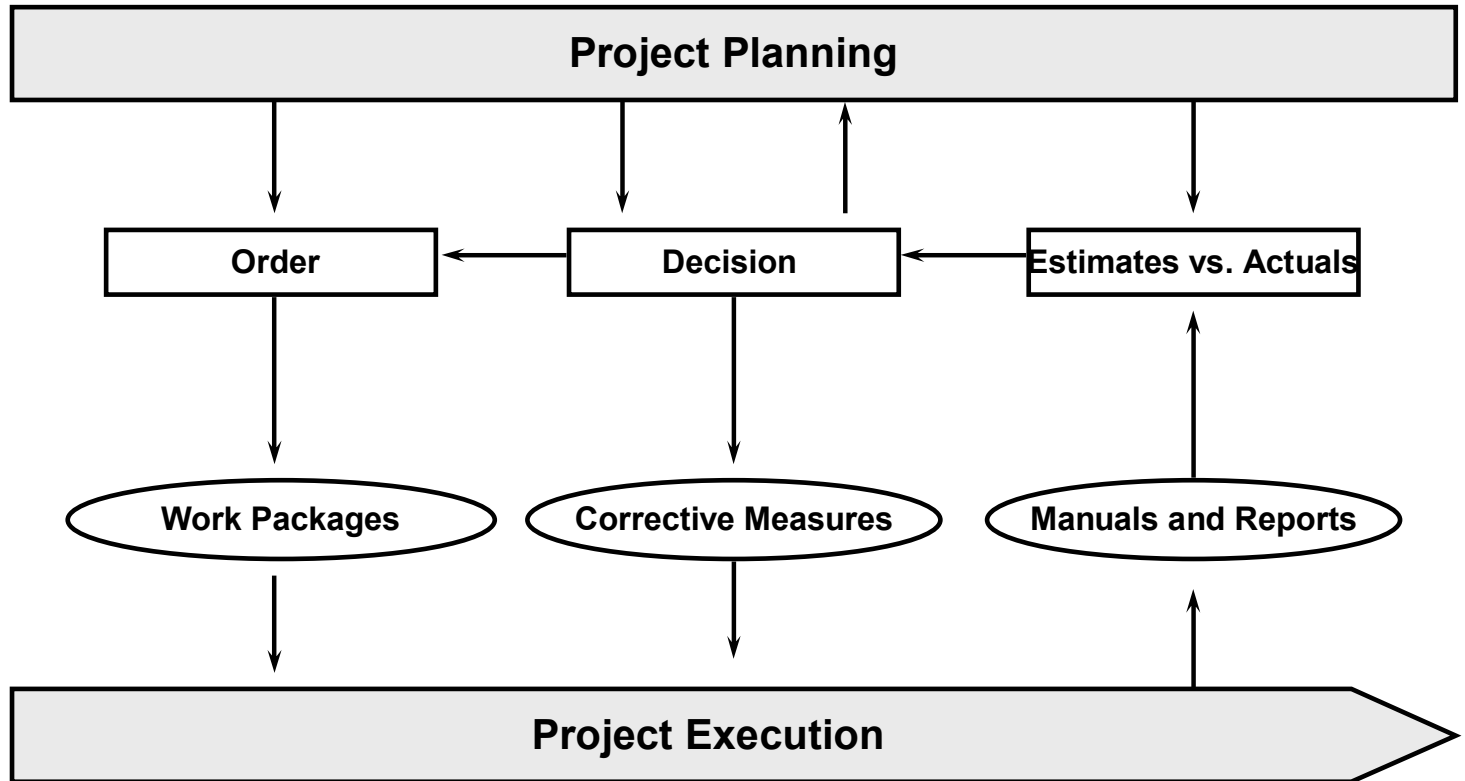 Project Planning
Order
Decision
Estimates vs. Actuals
Work Packages
Corrective Measures
Manuals and Reports
Project Execution